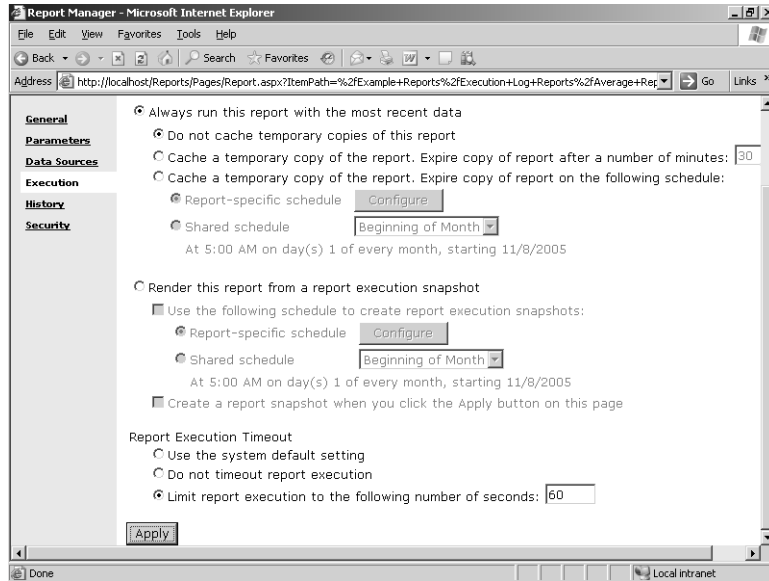 Report Manager - Microsoft Internet Explorer
File Edit View Favorites Tools Help
Back Search Favorites
Address http://localhost/Reports/Pages/Report.aspx?ItemPath=%2fExample+Reports%2fExecution+Log+Reports%2fAverage+Rep Go Links »
General
Parameters
Data Sources
Execution
History
Security
Always run this report with the most recent data
Do not cache temporary copies of this report
Cache a temporary copy of the report. Expire copy of report after a number of minutes: 30
Cache a temporary copy of the report. Expire copy of report on the following schedule:
Report-specific schedule Configure
Shared schedule Beginning of Month
At 5:00 AM on day(s) 1 of every month, starting 11/8/2005
Render this report from a report execution snapshot
Use the following schedule to create report execution snapshots:
Report-specific schedule Configure
Shared schedule Beginning of Month
At 5:00 AM on day(s) 1 of every month, starting 11/8/2005
Create a report snapshot when you click the Apply button on this page
Report Execution Timeout
Use the system default setting
Do not timeout report execution
Limit report execution to the following number of seconds: 60
Apply
Done Local intranet